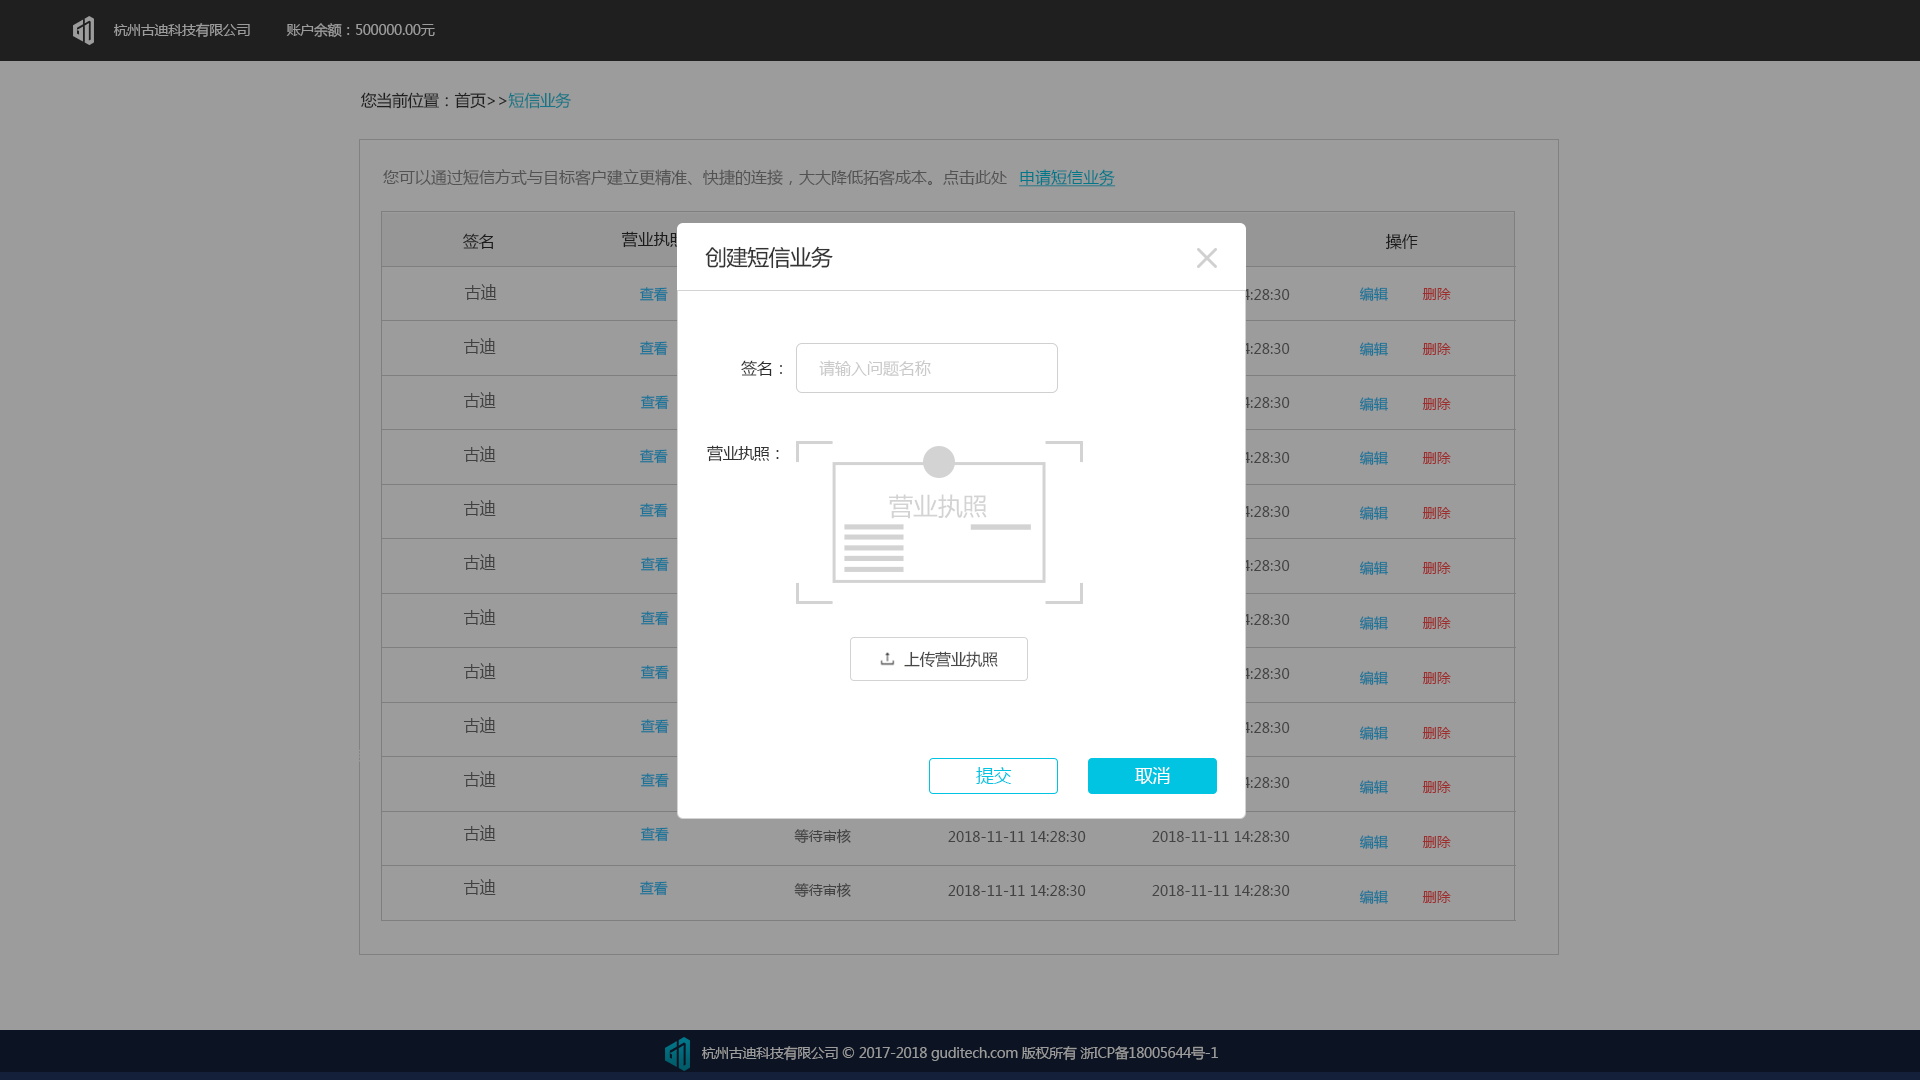 杭州古迪科技有限公司 账户余额：500000.00元
您当前位置：首页>>短信业务
您可以通过短信方式与目标客户建立更精准、快捷的连接，大大降低拓客成本。点击此处 申请短信业务
签名 营业执照 操作
创建短信业务
古迪 查看 4:28:30 编辑 删除
古迪 查看 4:28:30 编辑 删除
签名： 请输入问题名称
古迪 查看 4:28:30 编辑 删除
营业执照：
古迪 查看 4:28:30 编辑 删除
营业执照
古迪 查看 4:28:30 编辑 删除
古迪 查看 4:28:30 编辑 删除
古迪 查看 4:28:30 编辑 删除
上传营业执照
古迪 查看 4:28:30 编辑 删除
古迪 查看 4:28:30 编辑 删除
提交 取消
古迪 查看 4:28:30 编辑 删除
古迪 查看 等待审核 2018-11-11 14:28:30 2018-11-11 14:28:30 编辑 删除
古迪 查看 等待审核 2018-11-11 14:28:30 2018-11-11 14:28:30 编辑 删除
杭州古迪科技有限公司 © 2017-2018 guditech.com 版权所有 浙ICP备18005644号-1